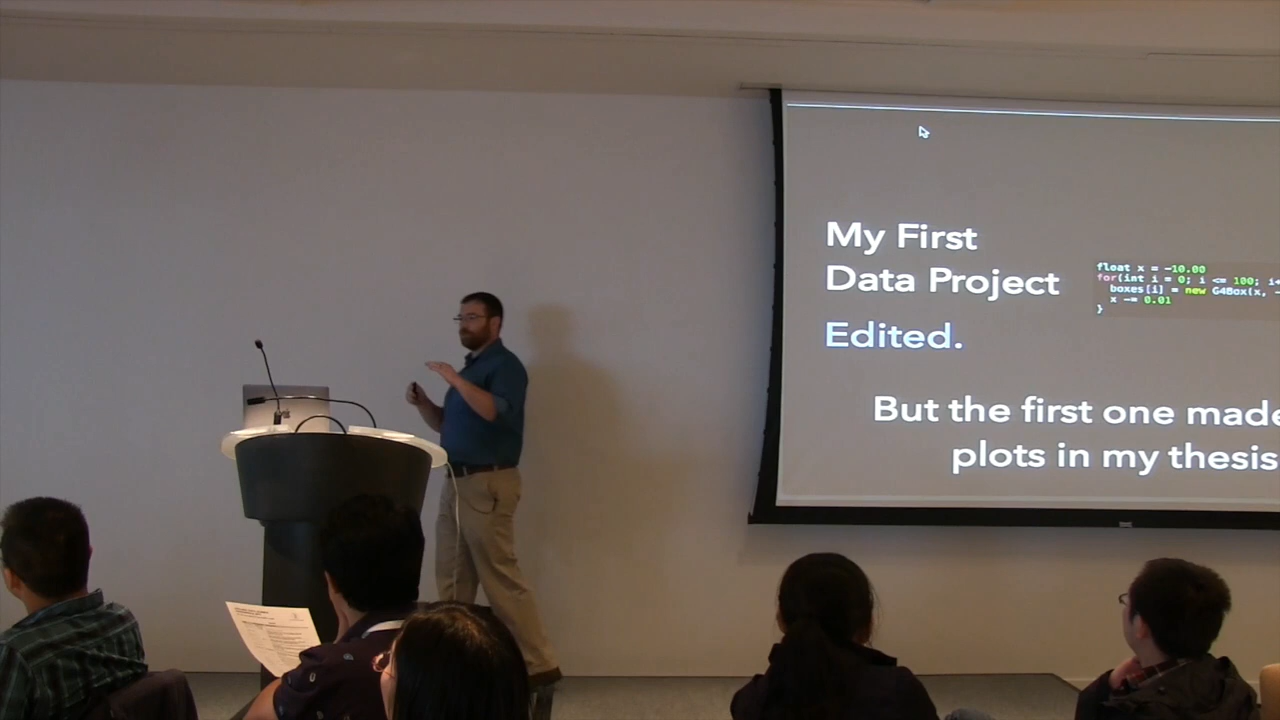 My First
Data Project
float x = -10.00
for(int i = 0; i <= 100; i+
boxes[i] = new G4Box(x, -
x -= 0.01
}
Edited.
But the first one made
plots in my thesis